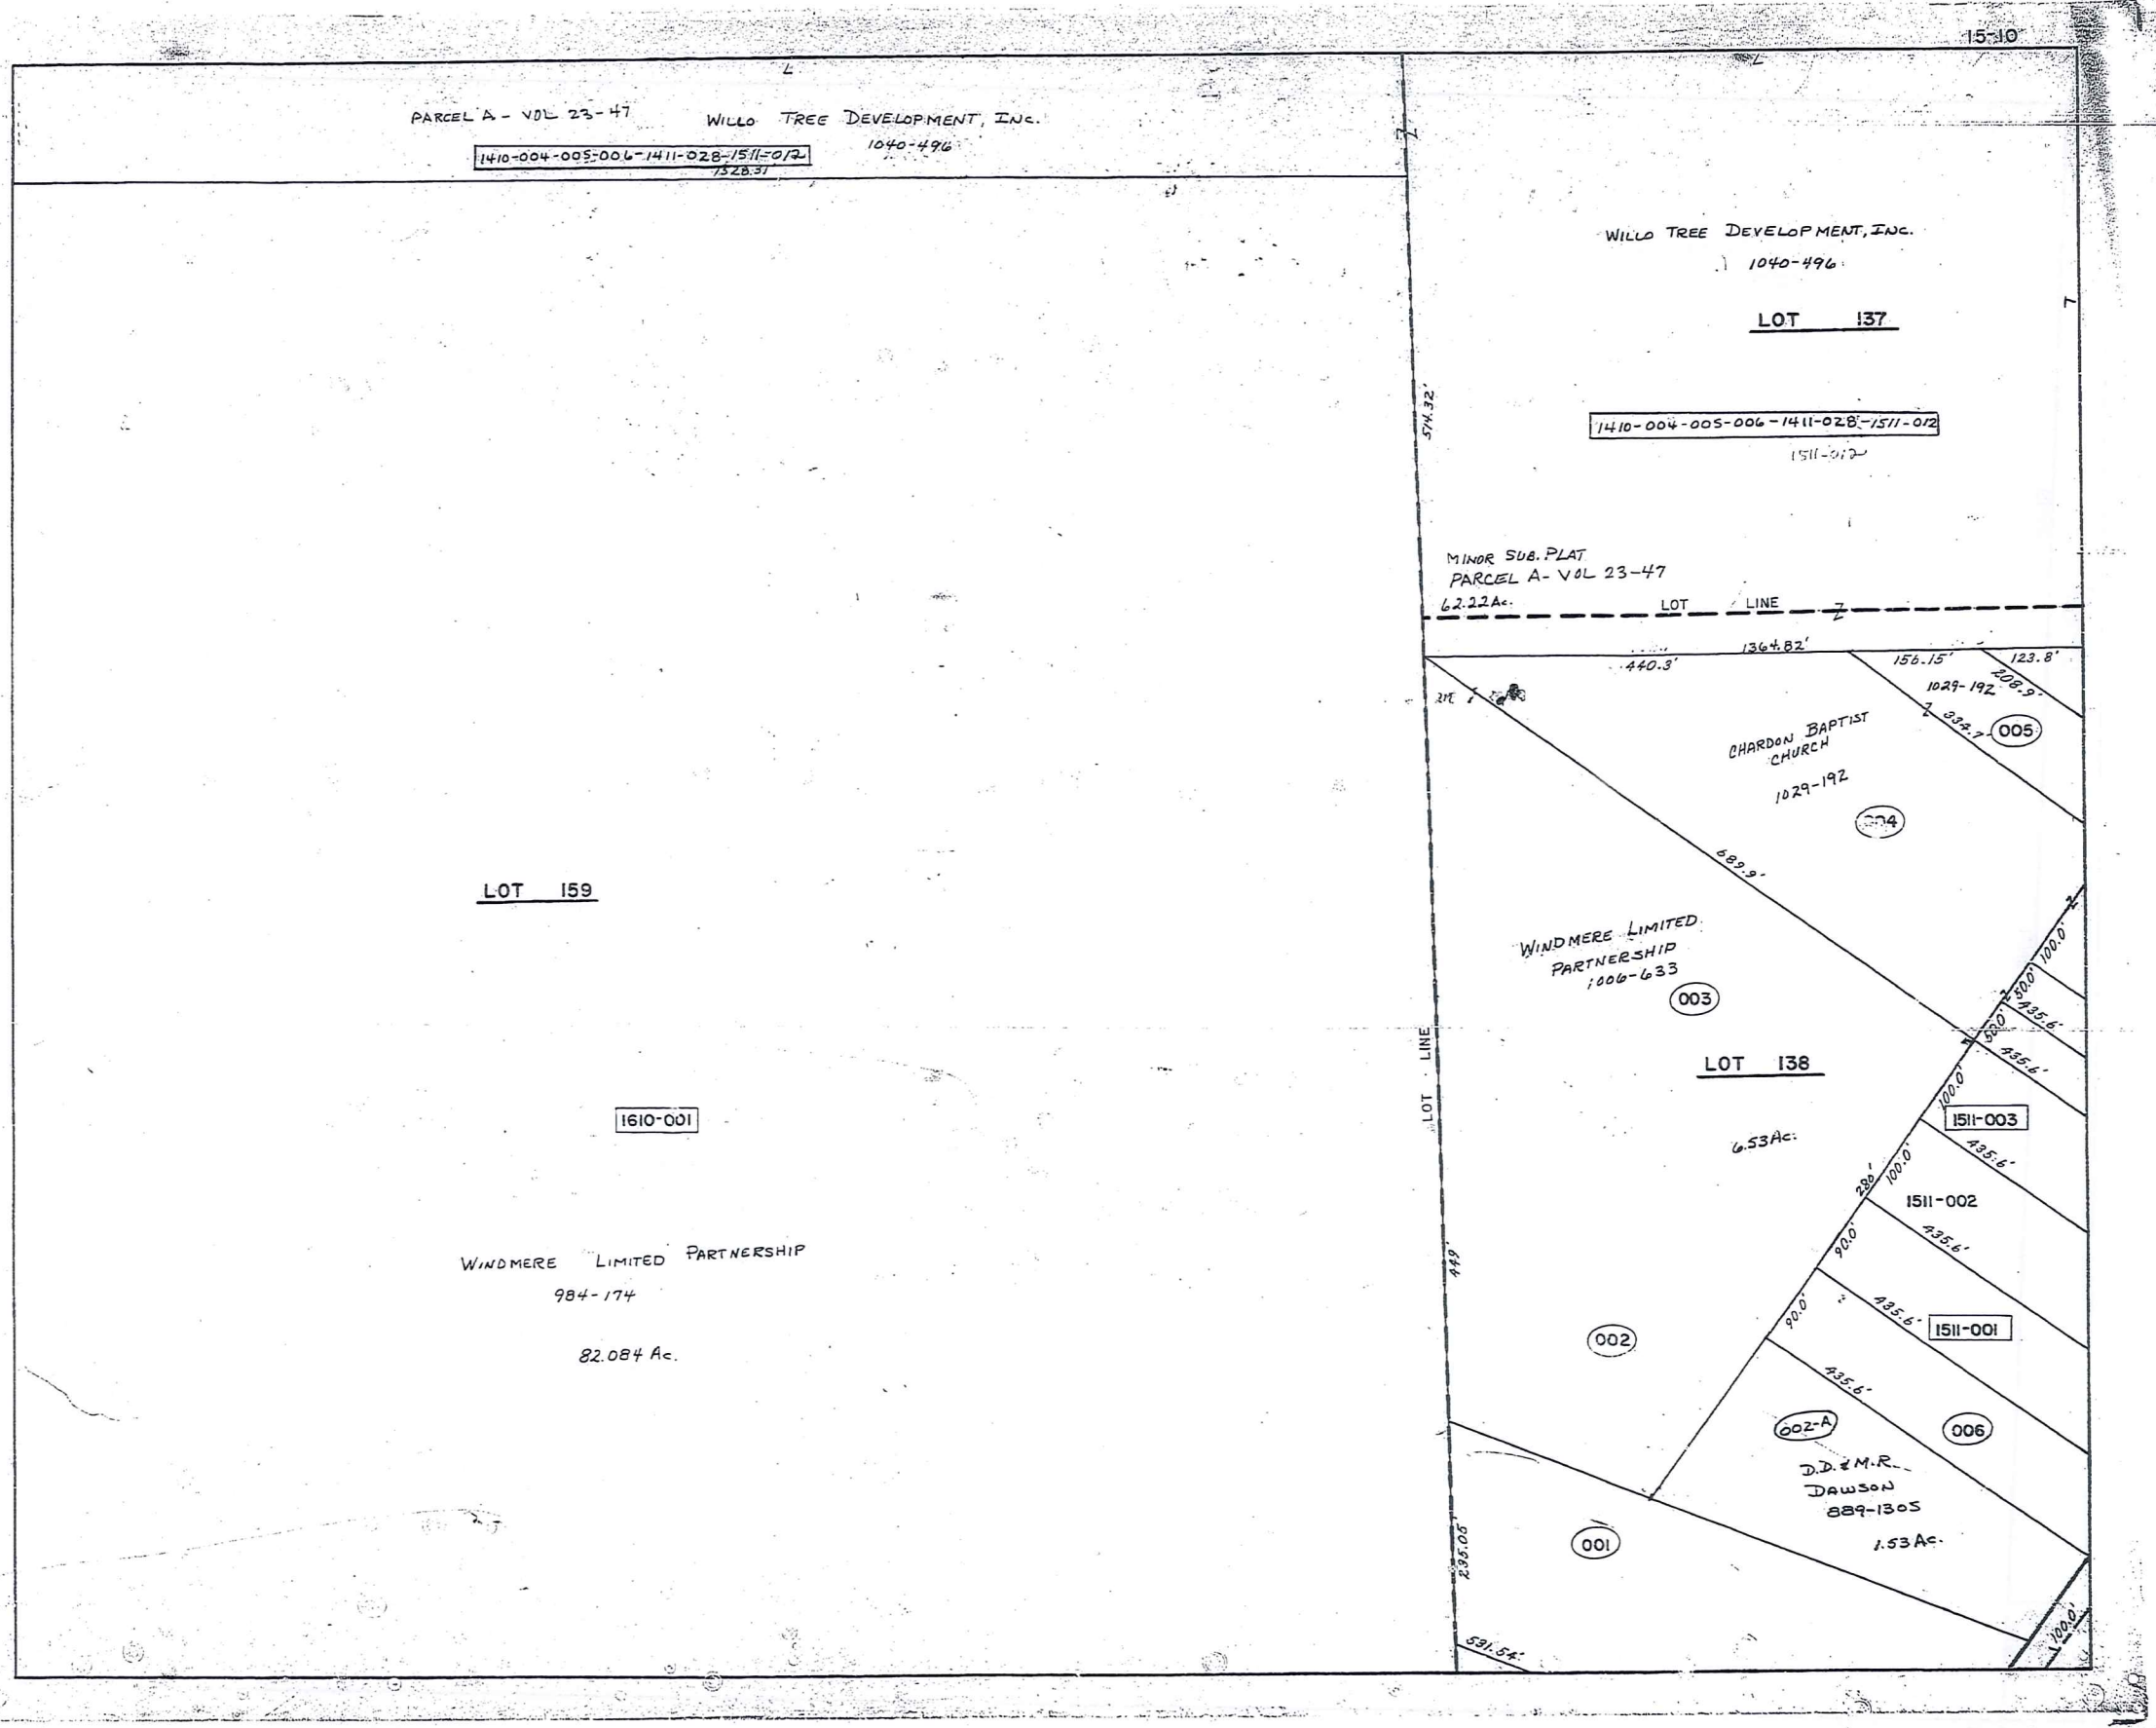 15-10
PARCEL A - VOL 23-47
WILLO TREE DEVELOPMENT, INC.
1040-496
1410-004-005-006-1411-028-1511-012
1328.31
WILLO TREE DEVELOPMENT, INC.
1040-496
LOT 137
514.32'
1410-004-005-006-1411-028-1511-012
1511-012
MINOR SUB. PLAT
PARCEL A- VOL 23-47
62.22 Ac.
LOT LINE
1364.82'
440.3'
156.15'
123.8'
208.9'
1029-192
334.7
005
CHARDON BAPTIST
CHURCH
1029-192
004
689.9'
LOT 159
WINDMERE LIMITED
PARTNERSHIP
1006-633
003
100.0'
50.0'
435.6'
50.0'
435.6'
LOT LINE
LOT 138
100.0'
1511-003
1610-001
6.53 Ac.
435.6'
100.0'
280'
1511-002
WINDMERE LIMITED PARTNERSHIP
984-174
82.084 Ac.
449'
90.0'
435.6'
90.0'
435.6'
1511-001
002
435.6'
002-A
006
D.D. & M.R.
DAWSON
889-1305
1.53 Ac.
001
235.05'
531.54'
100.0'